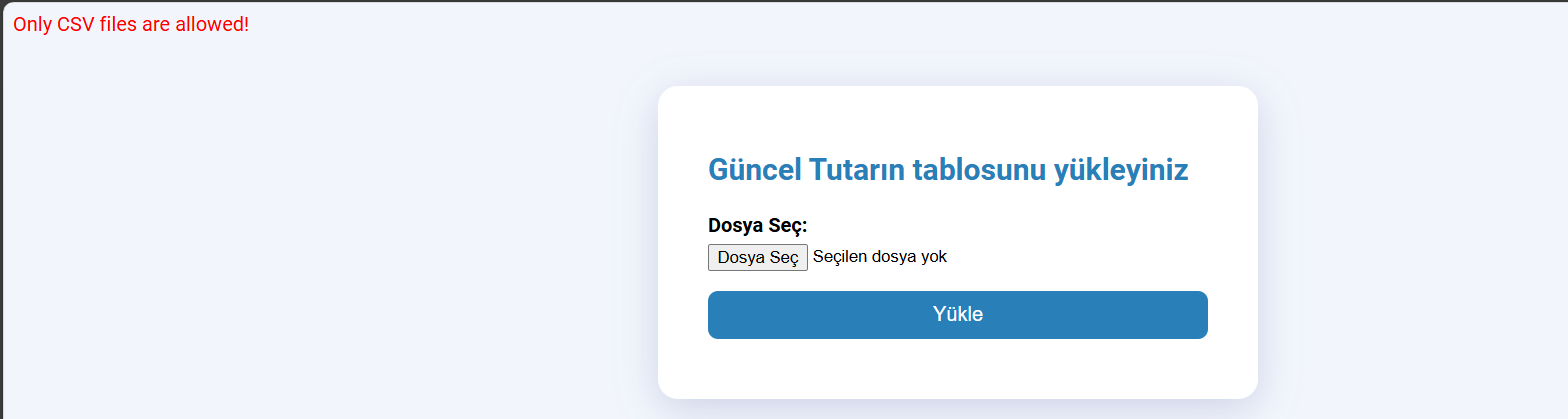 Only CSV files are allowed!
Güncel Tutarın tablosunu yükleyiniz
Dosya Seç:
Dosya Seç Seçilen dosya yok
Yükle